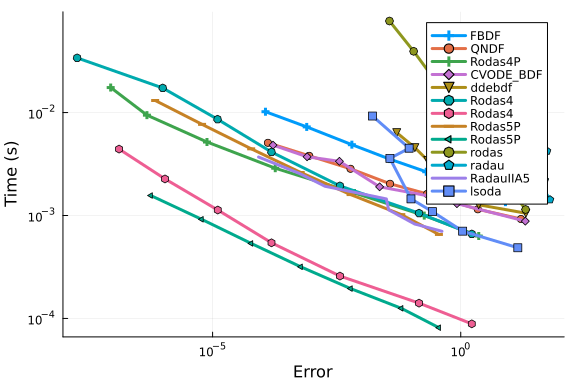 Time (s)
10⁻²
10⁻³
10⁻⁴
10⁻⁵
10⁰
Error
FBDF
QNDF
Rodas4P
CVODE_BDF
ddebdf
Rodas4
Rodas4
Rodas5P
Rodas5P
rodas
radau
RadauIIA5
lsoda